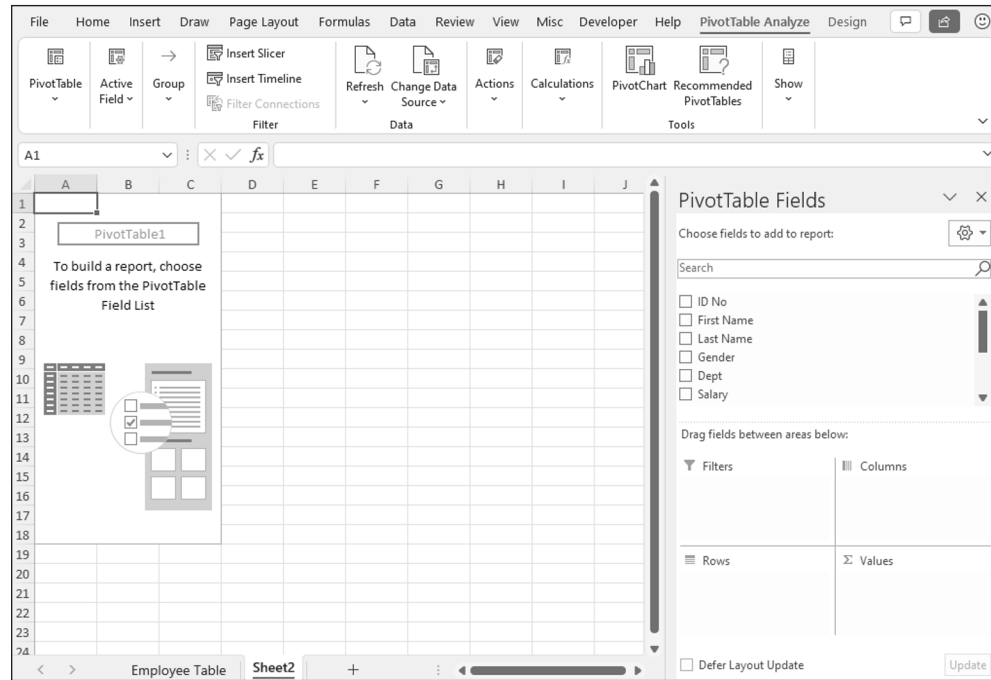 File Home Insert Draw Page Layout Formulas Data Review View Misc Developer Help PivotTable Analyze Design
PivotTable
Active
Field
Group
Insert Slicer
Insert Timeline
Filter Connections
Filter
Refresh
Change Data
Source
Data
Actions
Calculations
PivotChart
Recommended
PivotTables
Tools
Show
A1
fx
A B C D E F G H I J
1
2
3
4
5
6
7
8
9
10
11
12
13
14
15
16
17
18
19
20
21
22
23
24
PivotTable1
To build a report, choose
fields from the PivotTable
Field List
PivotTable Fields
Choose fields to add to report:
Search
ID No
First Name
Last Name
Gender
Dept
Salary
Drag fields between areas below:
Filters
Columns
Rows
Σ Values
Defer Layout Update
Update
Employee Table
Sheet2